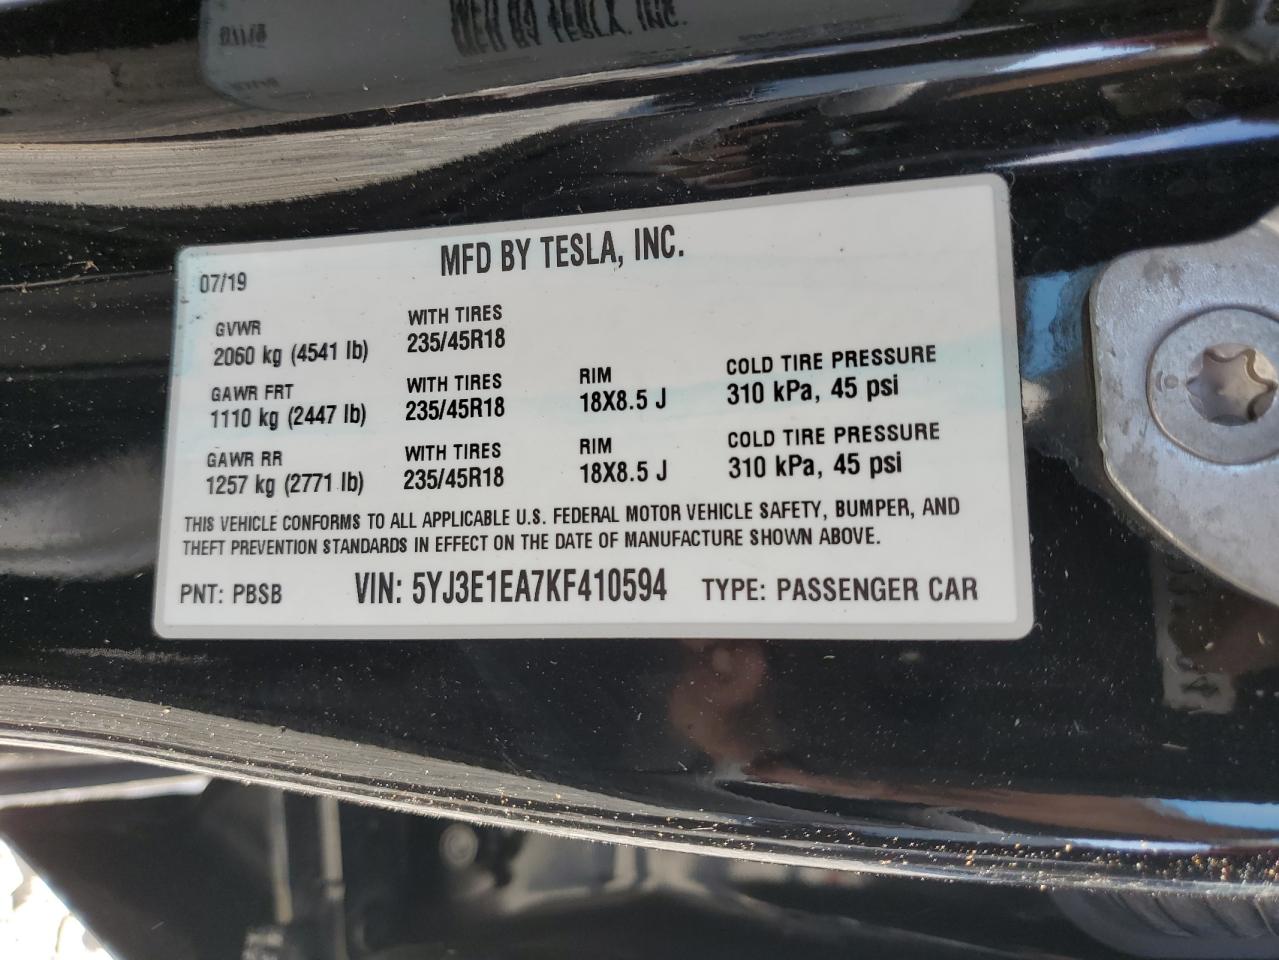 MFD BY TESLA, INC.
07/19
GVWR
2060 kg (4541 lb)
WITH TIRES
235/45R18
GAWR FRT
1110 kg (2447 lb)
WITH TIRES
235/45R18
RIM
18X8.5 J
COLD TIRE PRESSURE
310 kPa, 45 psi
GAWR RR
1257 kg (2771 lb)
WITH TIRES
235/45R18
RIM
18X8.5 J
COLD TIRE PRESSURE
310 kPa, 45 psi
THIS VEHICLE CONFORMS TO ALL APPLICABLE U.S. FEDERAL MOTOR VEHICLE SAFETY, BUMPER, AND
THEFT PREVENTION STANDARDS IN EFFECT ON THE DATE OF MANUFACTURE SHOWN ABOVE.
PNT: PBSB VIN: 5YJ3E1EA7KF410594 TYPE: PASSENGER CAR